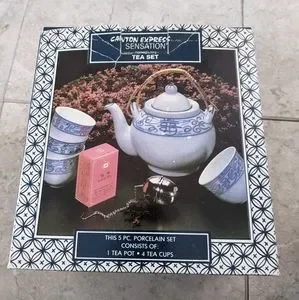 CANTON EXPRESS
SENSATION
TEA SET
THIS 5 PC. PORCELAIN SET
CONSISTS OF:
1 TEA POT • 4 TEA CUPS